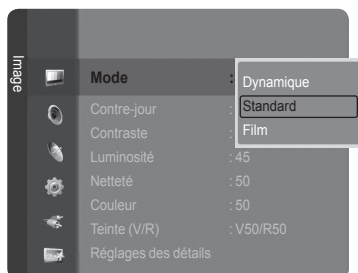 Image
Mode :
Dynamique
Standard
Film
Contre-jour :
Contraste :
Luminosité : 45
Netteté : 50
Couleur : 50
Teinte (V/R) : V50/R50
Réglages des détails